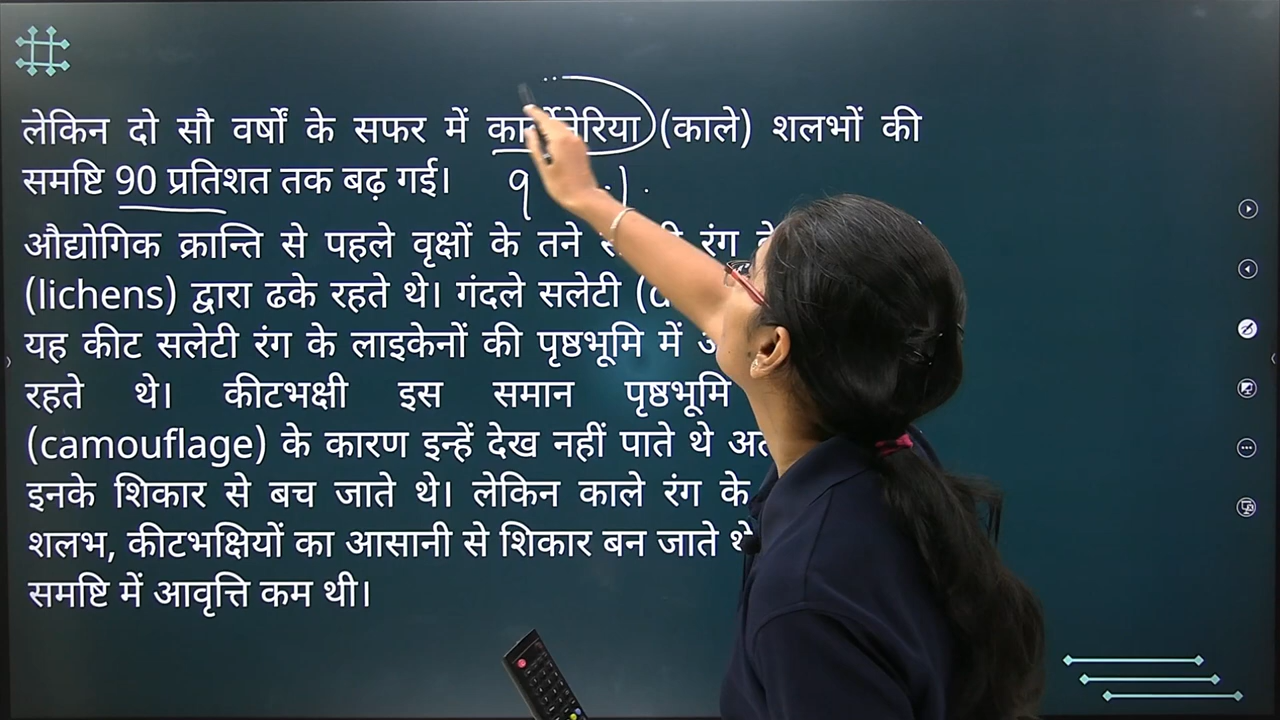 लेकिन दो सौ वर्षों के सफर में (काले) शलभों की
समष्टि 90 प्रतिशत तक बढ़ गई।
औद्योगिक क्रान्ति से पहले वृक्षों के तने रंग
(lichens) द्वारा ढके रहते थे। गंदले सलेटी
यह कीट सलेटी रंग के लाइकेनों की पृष्ठभूमि में
रहते थे। कीटभक्षी इस समान पृष्ठभूमि
(camouflage) के कारण इन्हें देख नहीं पाते थे
इनके शिकार से बच जाते थे। लेकिन काले रंग के
शलभ, कीटभक्षियों का आसानी से शिकार बन जाते थे
समष्टि में आवृत्ति कम थी।